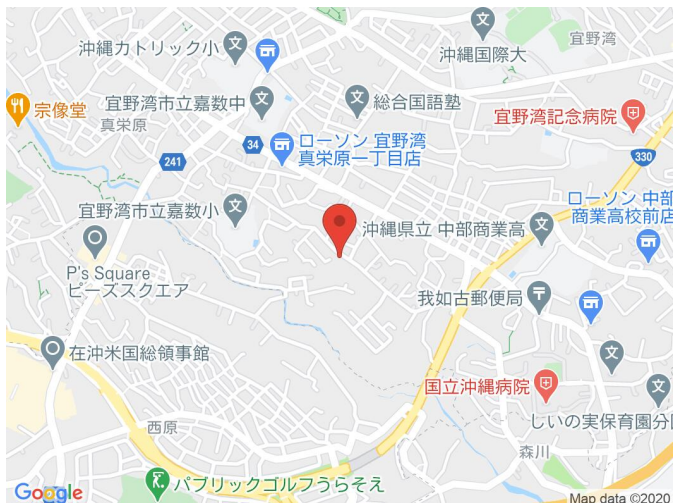 沖縄カトリック小
沖縄国際大
宜野湾
宜野湾市立嘉数中
総合国語塾
宗像堂
真栄原
宜野湾記念病院
34
ローソン 宜野湾
真栄原一丁目店
241
330
ローソン 中部
商業高校前店
宜野湾市立嘉数小
沖縄県立 中部商業高
P's Square
ピーズスクエア
我如古郵便局
在沖米国総領事館
国立沖縄病院
しいの実保育園分園
西原
森川
パブリックゴルフうらそえ
Google
Map data ©2020